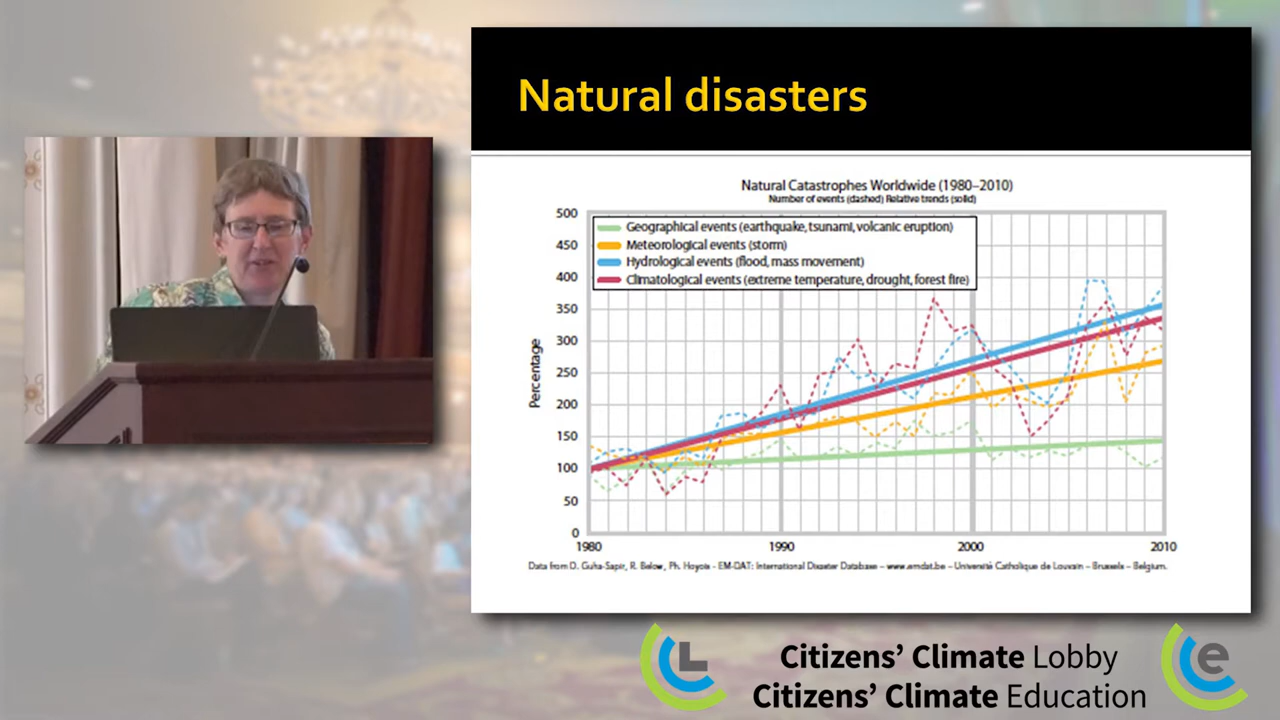 Natural disasters
Natural Catastrophes Worldwide (1980–2010)
Number of events (dashed) Relative trends (solid)
Geographical events (earthquake, tsunami, volcanic eruption)
Meteorological events (storm)
Hydrological events (flood, mass movement)
Climatological events (extreme temperature, drought, forest fire)
Percentage
500
450
400
350
300
250
200
150
100
50
0
1980
1990
2000
2010
Data from D. Guha-Sapir, R. Below, Ph. Hoyois - EM-DAT: International Disaster Database – www.emdat.be – Université Catholique de Louvain – Brussels – Belgium.
L
Citizens’ Climate Lobby
Citizens’ Climate Education
e